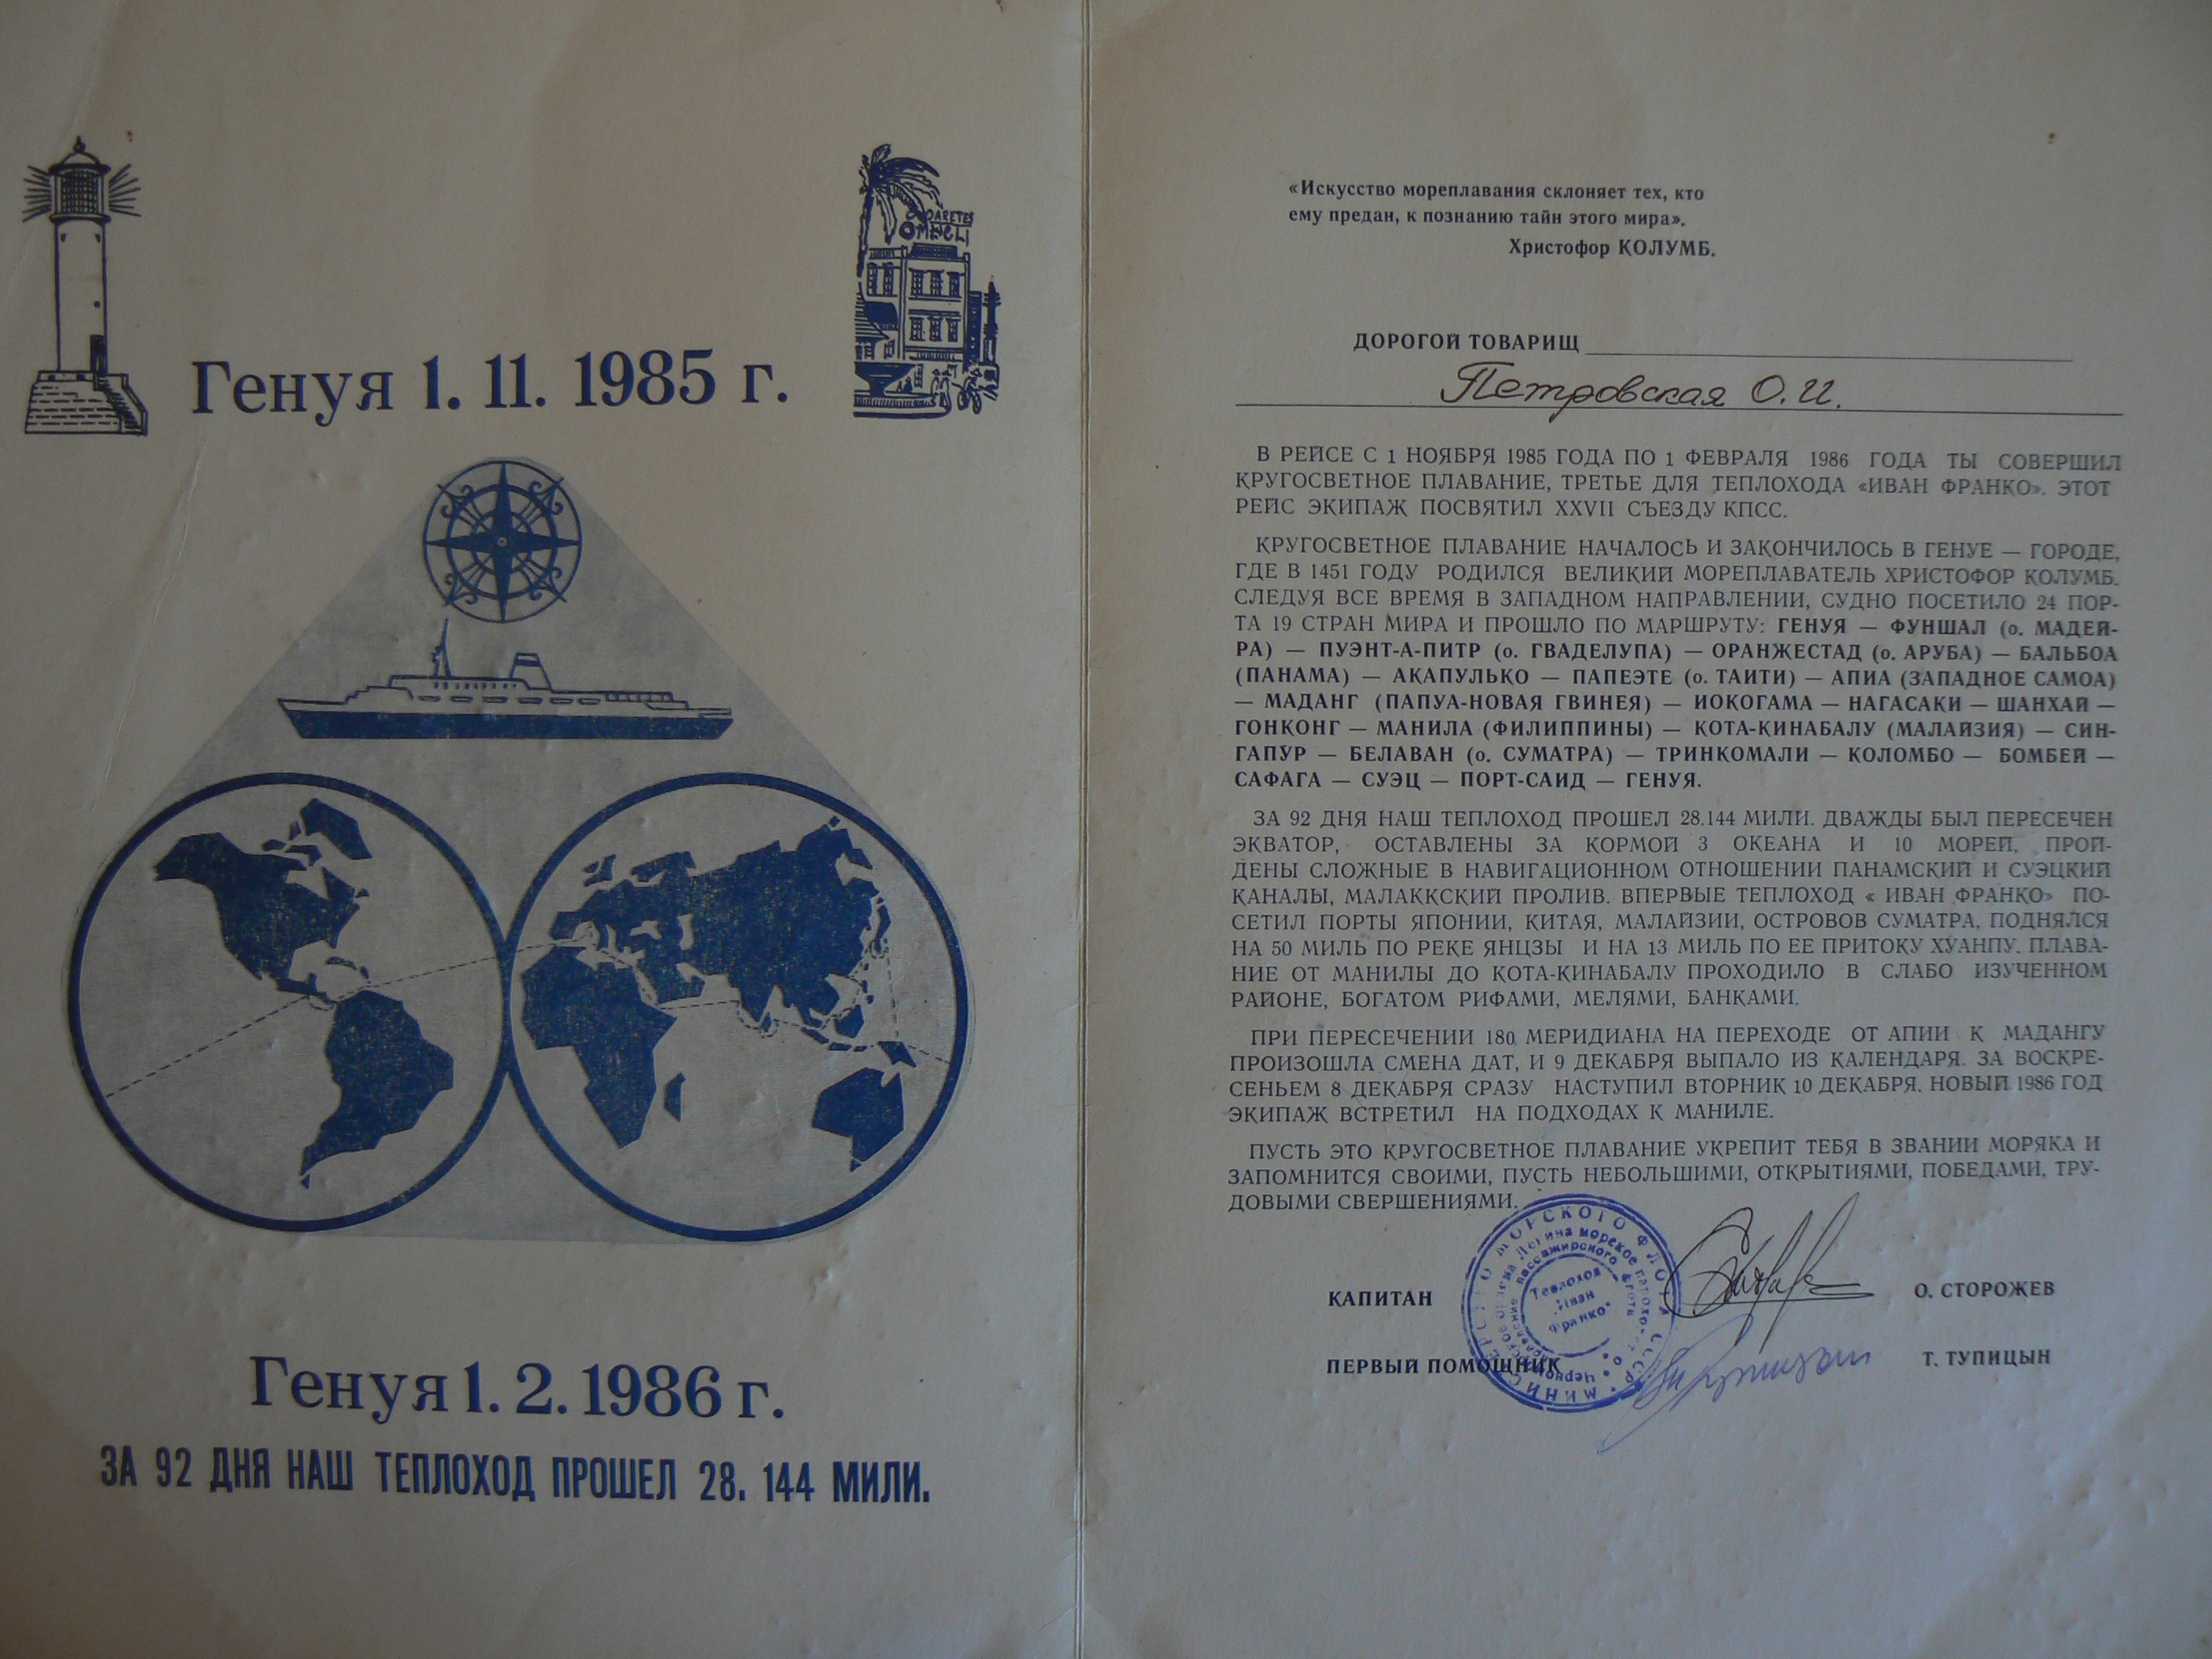 Генуя 1. 11. 1985 г.
Генуя 1. 2. 1986 г.
ЗА 92 ДНЯ НАШ ТЕПЛОХОД ПРОШЕЛ 28. 144 МИЛИ.
«Искусство мореплавания склоняет тех, кто
ему предан, к познанию тайн этого мира».
Христофор КОЛУМБ.
ДОРОГОЙ ТОВАРИЩ
Петровская О.И.
В РЕЙСЕ С 1 НОЯБРЯ 1985 ГОДА ПО 1 ФЕВРАЛЯ 1986 ГОДА ТЫ СОВЕРШИЛ
КРУГОСВЕТНОЕ ПЛАВАНИЕ, ТРЕТЬЕ ДЛЯ ТЕПЛОХОДА «ИВАН ФРАНКО». ЭТОТ
РЕЙС ЭКИПАЖ ПОСВЯТИЛ XXVII СЪЕЗДУ КПСС.
КРУГОСВЕТНОЕ ПЛАВАНИЕ НАЧАЛОСЬ И ЗАКОНЧИЛОСЬ В ГЕНУЕ — ГОРОДЕ,
ГДЕ В 1451 ГОДУ РОДИЛСЯ ВЕЛИКИЙ МОРЕПЛАВАТЕЛЬ ХРИСТОФОР КОЛУМБ.
СЛЕДУЯ ВСЕ ВРЕМЯ В ЗАПАДНОМ НАПРАВЛЕНИИ, СУДНО ПОСЕТИЛО 24 ПОР-
ТА 19 СТРАН МИРА И ПРОШЛО ПО МАРШРУТУ: ГЕНУЯ — ФУНШАЛ (о. МАДЕЙ-
РА) — ПУЭНТ-А-ПИТР (о. ГВАДЕЛУПА) — ОРАНЖЕСТАД (о. АРУБА) — БАЛЬБОА
(ПАНАМА) — АКАПУЛЬКО — ПАПЕЭТЕ (о. ТАИТИ) — АПИА (ЗАПАДНОЕ САМОА)
— МАДАНГ (ПАПУА-НОВАЯ ГВИНЕЯ) — ИОКОГАМА — НАГАСАКИ — ШАНХАЙ —
ГОНКОНГ — МАНИЛА (ФИЛИППИНЫ) — КОТА-КИНАБАЛУ (МАЛАЙЗИЯ) — СИН-
ГАПУР — БЕЛАВАН (о. СУМАТРА) — ТРИНКОМАЛИ — КОЛОМБО — БОМБЕЙ —
САФАГА — СУЭЦ — ПОРТ-САИД — ГЕНУЯ.
ЗА 92 ДНЯ НАШ ТЕПЛОХОД ПРОШЕЛ 28.144 МИЛИ. ДВАЖДЫ БЫЛ ПЕРЕСЕЧЕН
ЭКВАТОР, ОСТАВЛЕНЫ ЗА КОРМОЙ 3 ОКЕАНА И 10 МОРЕЙ, ПРОЙ-
ДЕНЫ СЛОЖНЫЕ В НАВИГАЦИОННОМ ОТНОШЕНИИ ПАНАМСКИЙ И СУЭЦКИЙ
КАНАЛЫ, МАЛАККСКИЙ ПРОЛИВ. ВПЕРВЫЕ ТЕПЛОХОД « ИВАН ФРАНКО» ПО-
СЕТИЛ ПОРТЫ ЯПОНИИ, КИТАЯ, МАЛАЙЗИИ, ОСТРОВОВ СУМАТРА, ПОДНЯЛСЯ
НА 50 МИЛЬ ПО РЕКЕ ЯНЦЗЫ И НА 13 МИЛЬ ПО ЕЕ ПРИТОКУ ХУАНПУ. ПЛАВА-
НИЕ ОТ МАНИЛЫ ДО КОТА-КИНАБАЛУ ПРОХОДИЛО В СЛАБО ИЗУЧЕННОМ
РАЙОНЕ, БОГАТОМ РИФАМИ, МЕЛЯМИ, БАНКАМИ.
ПРИ ПЕРЕСЕЧЕНИИ 180 МЕРИДИАНА НА ПЕРЕХОДЕ ОТ АПИИ К МАДАНГУ
ПРОИЗОШЛА СМЕНА ДАТ, И 9 ДЕКАБРЯ ВЫПАЛО ИЗ КАЛЕНДАРЯ. ЗА ВОСКРЕ-
СЕНЬЕМ 8 ДЕКАБРЯ СРАЗУ НАСТУПИЛ ВТОРНИК 10 ДЕКАБРЯ. НОВЫЙ 1986 ГОД
ЭКИПАЖ ВСТРЕТИЛ НА ПОДХОДАХ К МАНИЛЕ.
ПУСТЬ ЭТО КРУГОСВЕТНОЕ ПЛАВАНИЕ УКРЕПИТ ТЕБЯ В ЗВАНИИ МОРЯКА И
ЗАПОМНИТСЯ СВОИМИ, ПУСТЬ НЕБОЛЬШИМИ, ОТКРЫТИЯМИ, ПОБЕДАМИ, ТРУ-
ДОВЫМИ СВЕРШЕНИЯМИ.
КАПИТАН О. СТОРОЖЕВ
ПЕРВЫЙ ПОМОЩНИК Т. ТУПИЦЫН
МОРСКОГО ФЛОТА СССР
пассажирского флота
Теплоход
Иван
Франко